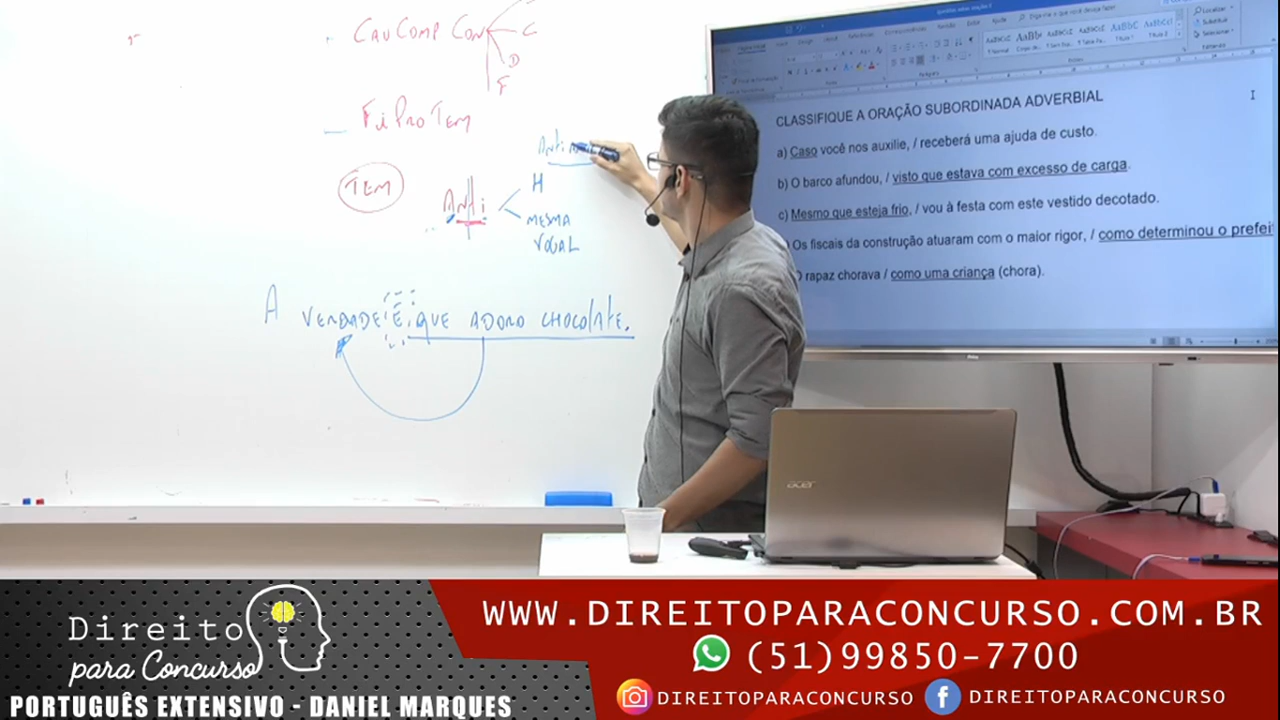 CAUCOMP CON
C
D
F
FiPROTEM
TEM
ANTi
ANTi
H
MESMA
VOGAL
A VERDADE É QUE ADORO CHOCOLATE.
CLASSIFIQUE A ORAÇÃO SUBORDINADA ADVERBIAL
a) Caso você nos auxilie, / receberá uma ajuda de custo.
b) O barco afundou, / visto que estava com excesso de carga.
c) Mesmo que esteja frio, / vou à festa com este vestido decotado.
) Os fiscais da construção atuaram com o maior rigor, / como determinou o prefei
O rapaz chorava / como uma criança (chora).
acer
Direito
para Concurso
PORTUGUÊS EXTENSIVO - DANIEL MARQUES
WWW.DIREITOPARACONCURSO.COM.BR
(51)99850-7700
DIREITOPARACONCURSO
DIREITOPARACONCURSO